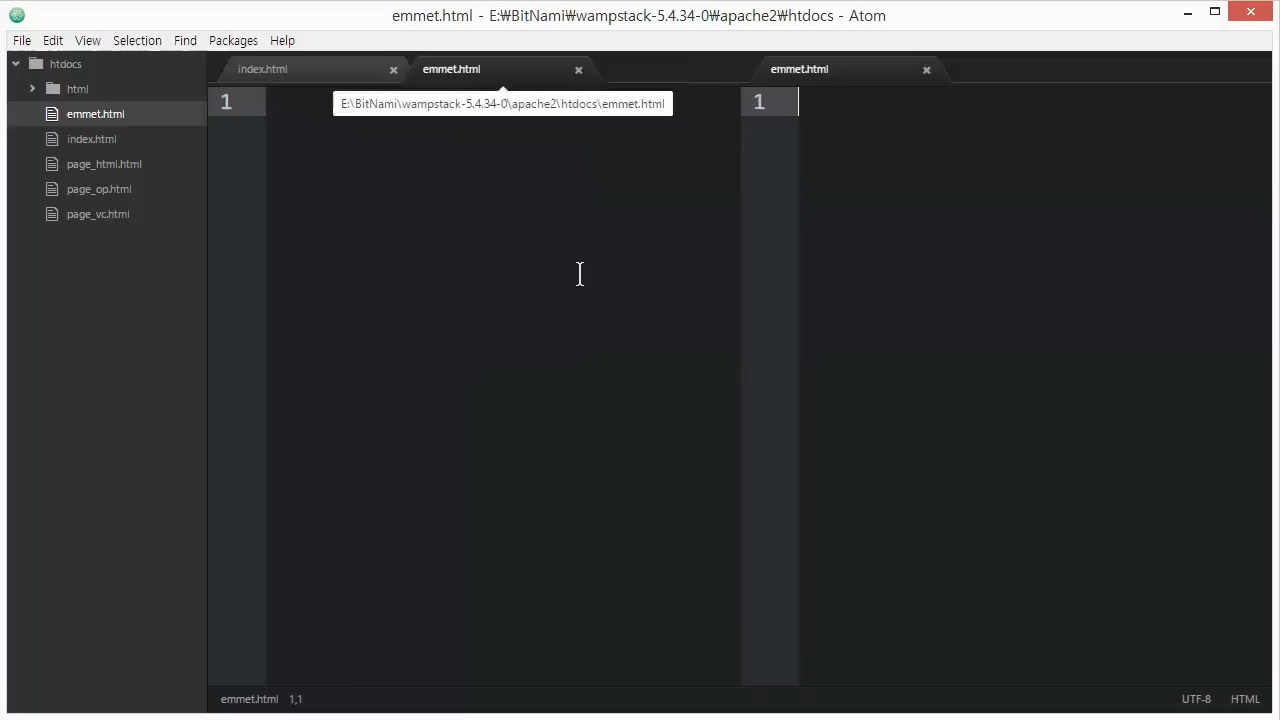 emmet.html - E:₩BitNami₩wampstack-5.4.34-0₩apache2₩htdocs - Atom
File Edit View Selection Find Packages Help
htdocs
html
emmet.html
index.html
page_html.html
page_op.html
page_vc.html
index.html
emmet.html
emmet.html
E:\BitNami\wampstack-5.4.34-0\apache2\htdocs\emmet.html
1
1
emmet.html 1,1
UTF-8 HTML